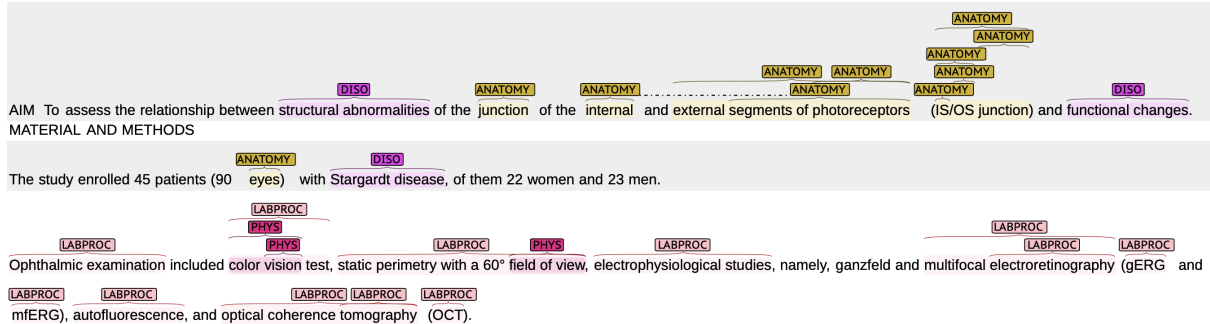 ANATOMY
ANATOMY
ANATOMY
ANATOMY ANATOMY ANATOMY
DISO ANATOMY ANATOMY ANATOMY ANATOMY DISO
AIM To assess the relationship between structural abnormalities of the junction of the internal and external segments of photoreceptors (IS/OS junction) and functional changes.
MATERIAL AND METHODS
ANATOMY DISO
The study enrolled 45 patients (90 eyes) with Stargardt disease, of them 22 women and 23 men.
LABPROC
PHYS LABPROC
LABPROC PHYS LABPROC PHYS LABPROC LABPROC LABPROC
Ophthalmic examination included color vision test, static perimetry with a 60° field of view, electrophysiological studies, namely, ganzfeld and multifocal electroretinography (gERG and
LABPROC LABPROC LABPROC LABPROC LABPROC
mfERG), autofluorescence, and optical coherence tomography (OCT).